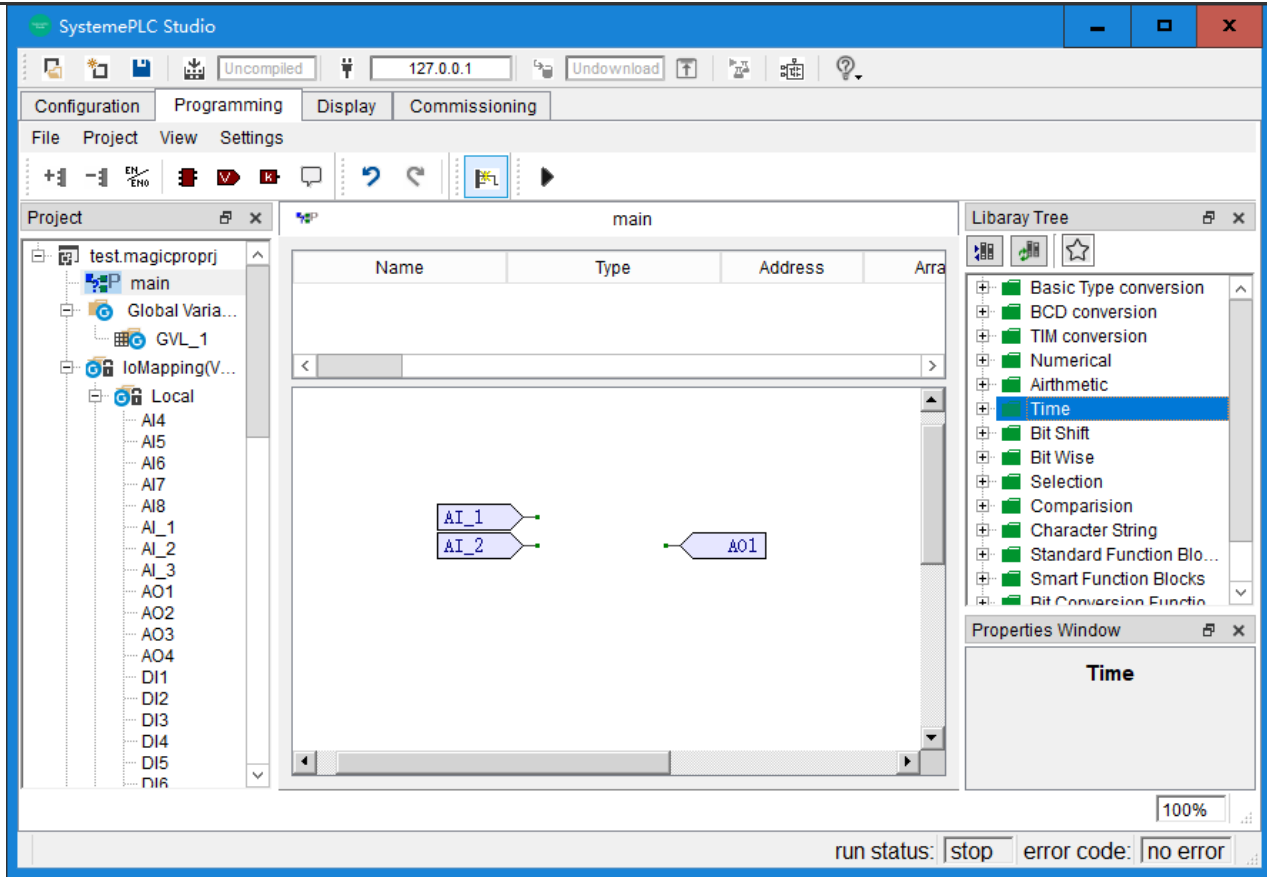 SystemePLC Studio
Uncompiled 127.0.0.1 Undownload
Configuration Programming Display Commissioning
File Project View Settings
EN/ENO V K
Project
test.magicproprj
main
Global Varia...
GVL_1
IoMapping(V...
Local
AI4
AI5
AI6
AI7
AI8
AI_1
AI_2
AI_3
AO1
AO2
AO3
AO4
DI1
DI2
DI3
DI4
DI5
DI6
main
Name Type Address Arra
AI_1
AI_2 AO1
Libaray Tree
Basic Type conversion
BCD conversion
TIM conversion
Numerical
Airthmetic
Time
Bit Shift
Bit Wise
Selection
Comparision
Character String
Standard Function Blo...
Smart Function Blocks
Bit Conversion Functio
Properties Window
Time
100%
run status: stop error code: no error